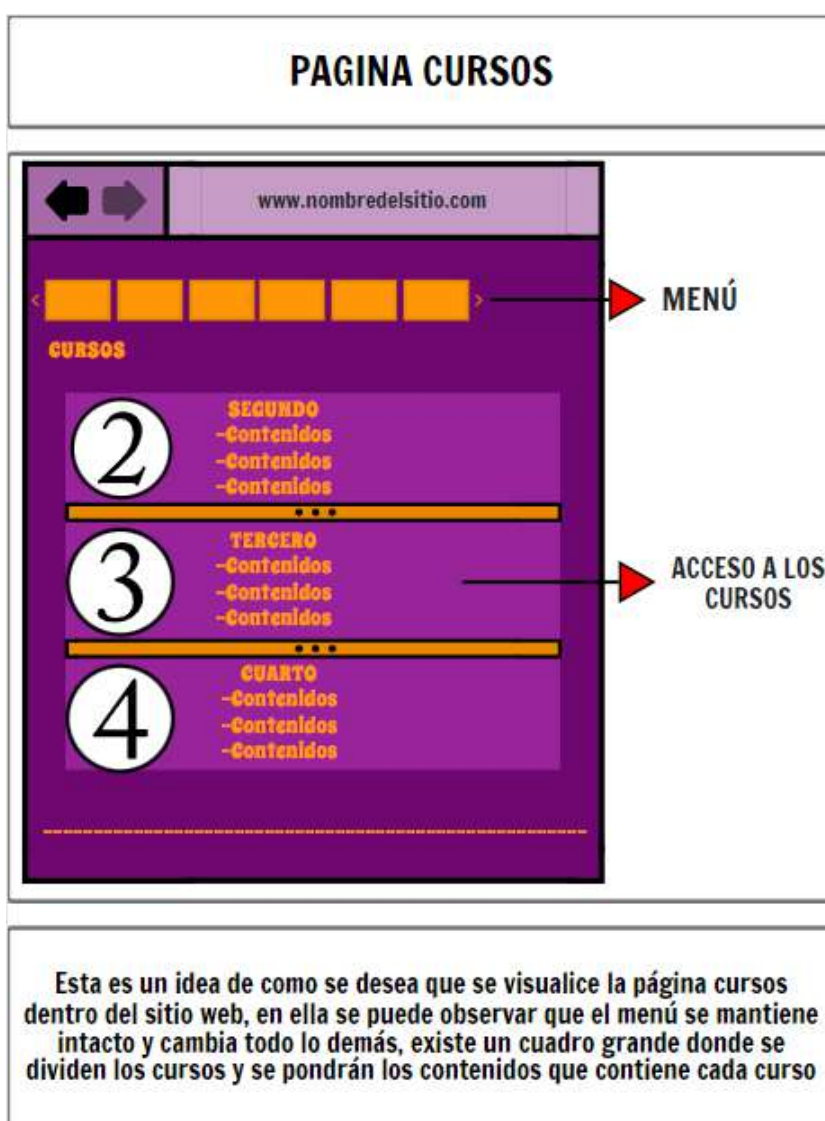 PAGINA CURSOS
www.nombredelsitio.com
< >
MENÚ
CURSOS
2
SEGUNDO
-Contenidos
-Contenidos
-Contenidos
3
TERCERO
-Contenidos
-Contenidos
-Contenidos
ACCESO A LOS
CURSOS
4
CUARTO
-Contenidos
-Contenidos
-Contenidos
Esta es un idea de como se desea que se visualice la página cursos
dentro del sitio web, en ella se puede observar que el menú se mantiene
intacto y cambia todo lo demás, existe un cuadro grande donde se
dividen los cursos y se pondrán los contenidos que contiene cada curso